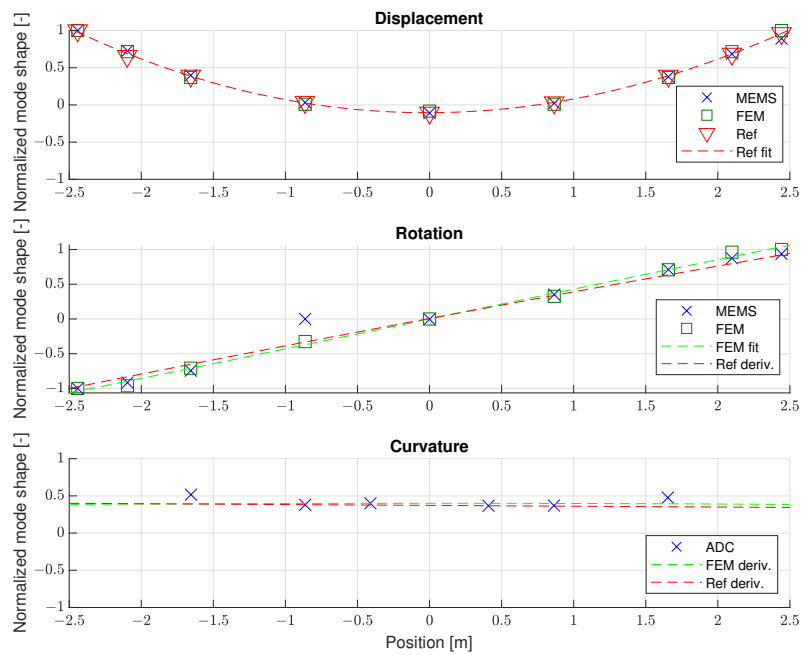 Displacement
Normalized mode shape [-]
1
0.5
0
-0.5
-1
-2.5 -2 -1.5 -1 -0.5 0 0.5 1 1.5 2 2.5
MEMS
FEM
Ref
Ref fit
Rotation
Normalized mode shape [-]
1
0.5
0
-0.5
-1
-2.5 -2 -1.5 -1 -0.5 0 0.5 1 1.5 2 2.5
MEMS
FEM
FEM fit
Ref deriv.
Curvature
Normalized mode shape [-]
1
0.5
0
-0.5
-1
-2.5 -2 -1.5 -1 -0.5 0 0.5 1 1.5 2 2.5
ADC
FEM deriv.
Ref deriv.
Position [m]